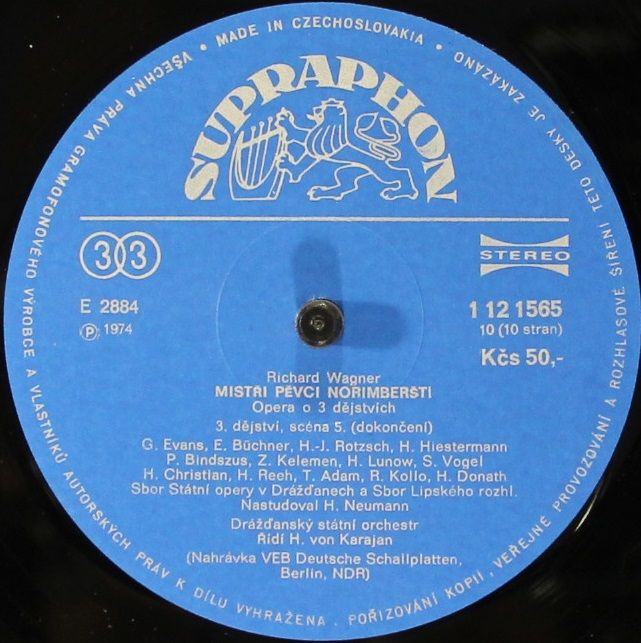 VŠECHNA PRÁVA GRAMOFONOVÉHO VÝROBCE A VLASTNÍKŮ AUTORSKÝCH PRÁV K DÍLU VYHRAŽENA . POŘIZOVÁNÍ KOPIÍ, VEŘEJNÉ PROVOZOVÁNÍ A ROZHLASOVÉ ŠÍŘENÍ TÉTO DESKY JE ZAKÁZÁNO
• MADE IN CZECHOSLOVAKIA •
SUPRAPHON
33
STEREO
E 2884
1 12 1565
Ⓟ 1974
10 (10 stran)
Kčs 50,-
Richard Wagner
MISTŘI PĚVCI NORIMBERŠTÍ
Opera o 3 dějstvích
3. dějství, scéna 5. (dokončení)
G. Evans, E. Büchner, H.-J. Rotzsch, H. Hiestermann
P. Bindszus, Z. Kelemen, H. Lunow, S. Vogel
H. Christian, H. Reeh, T. Adam, R. Kollo, H. Donath
Sbor Státní opery v Drážďanech a Sbor Lipského rozhl.
Nastudoval H. Neumann
Drážďanský státní orchestr
Řídí H. von Karajan
(Nahrávka VEB Deutsche Schallplatten,
Berlin, NDR)